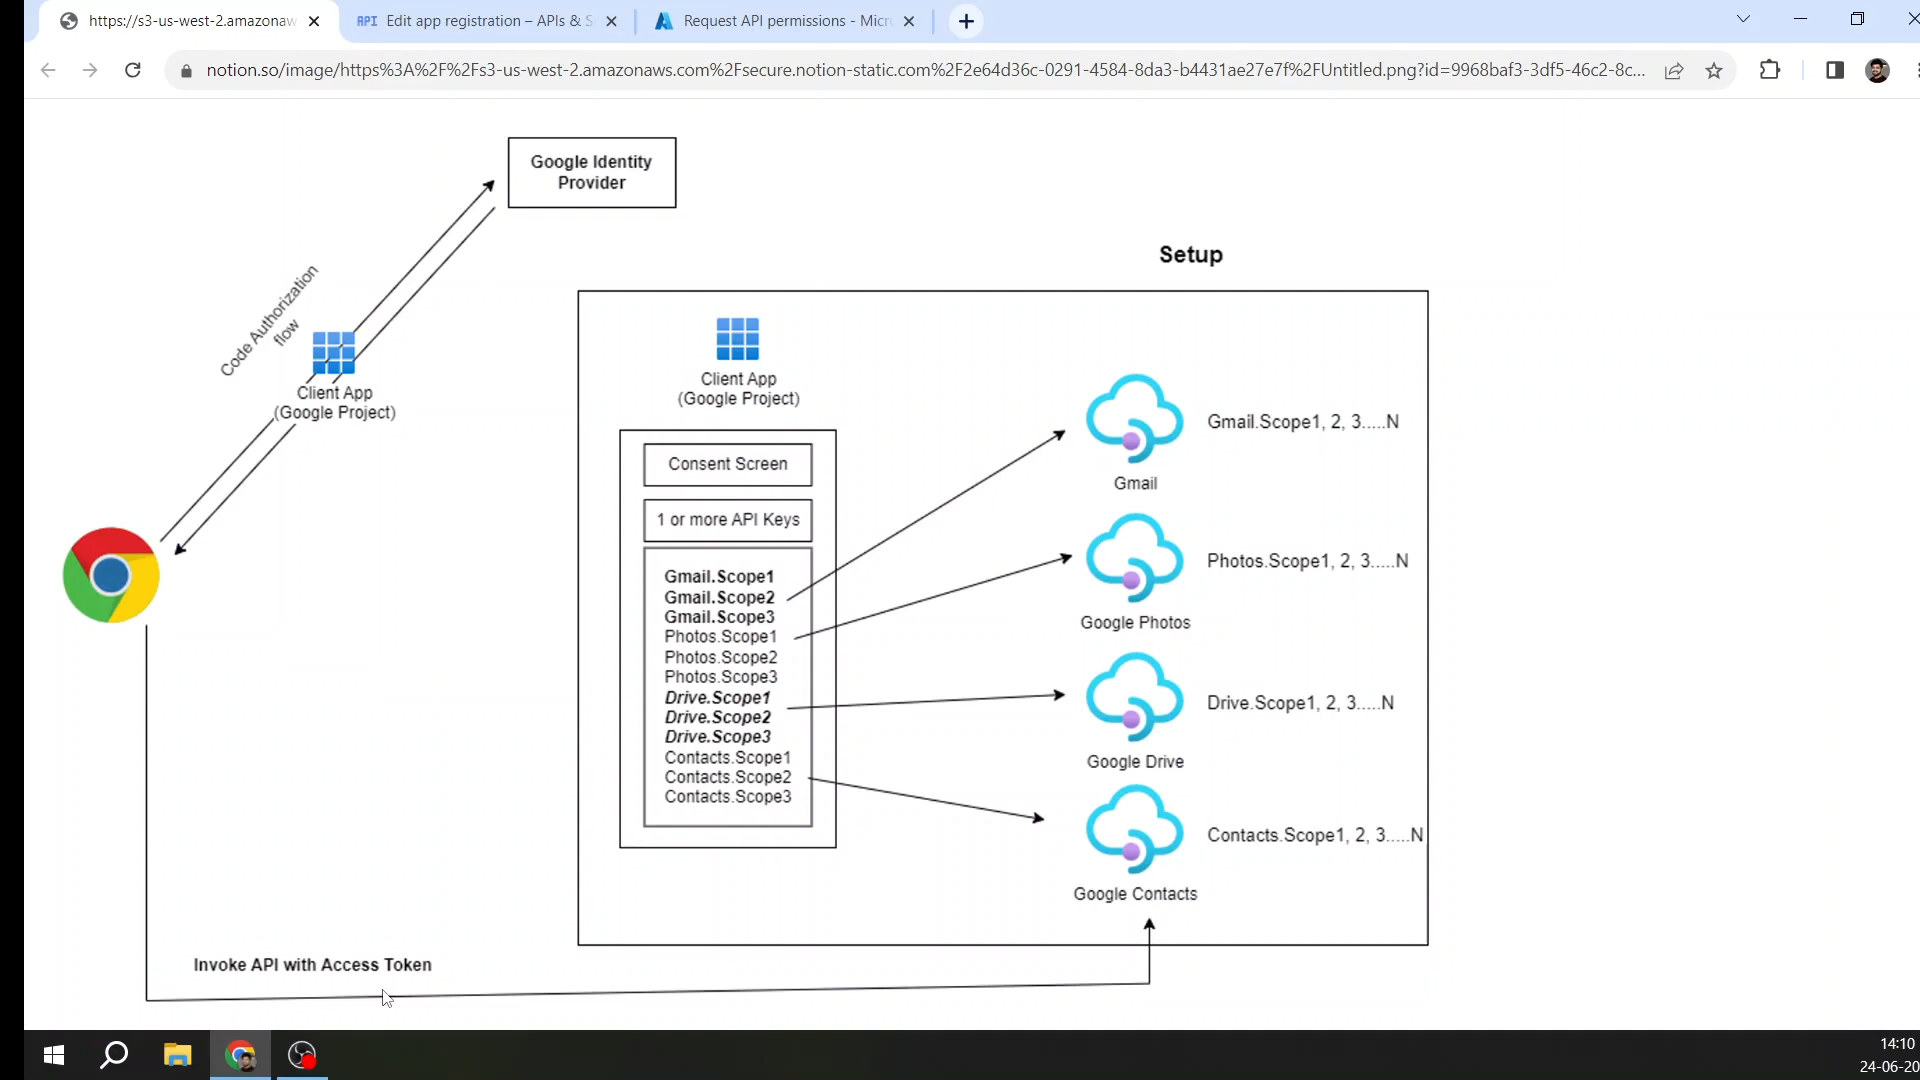 https://s3-us-west-2.amazonaw
API Edit app registration – APIs & S
Request API permissions - Micr
notion.so/image/https%3A%2F%2Fs3-us-west-2.amazonaws.com%2Fsecure.notion-static.com%2F2e64d36c-0291-4584-8da3-b4431ae27e7f%2FUntitled.png?id=9968baf3-3df5-46c2-8c...
Google Identity
Provider
Setup
Code Authorization
flow
Client App
(Google Project)
Client App
(Google Project)
Consent Screen
1 or more API Keys
Gmail.Scope1
Gmail.Scope2
Gmail.Scope3
Photos.Scope1
Photos.Scope2
Photos.Scope3
Drive.Scope1
Drive.Scope2
Drive.Scope3
Contacts.Scope1
Contacts.Scope2
Contacts.Scope3
Gmail.Scope1, 2, 3.....N
Gmail
Photos.Scope1, 2, 3.....N
Google Photos
Drive.Scope1, 2, 3.....N
Google Drive
Contacts.Scope1, 2, 3.....N
Google Contacts
Invoke API with Access Token
14:10
24-06-20